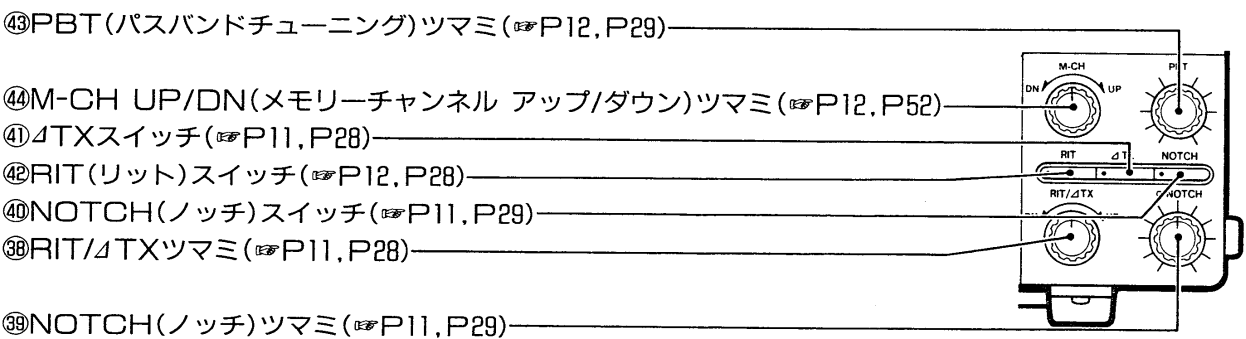 ㊸PBT(パスバンドチューニング)ツマミ(☞P12,P29)
㊹M-CH UP/DN(メモリーチャンネル アップ/ダウン)ツマミ(☞P12,P52)
㊶⊿TXスイッチ(☞P11,P28)
㊷RIT(リット)スイッチ(☞P12,P28)
㊵NOTCH(ノッチ)スイッチ(☞P11,P29)
㊳RIT/⊿TXツマミ(☞P11,P28)
㊴NOTCH(ノッチ)ツマミ(☞P11,P29)
M-CH
DN UP
RIT NOTCH
RIT/⊿TX